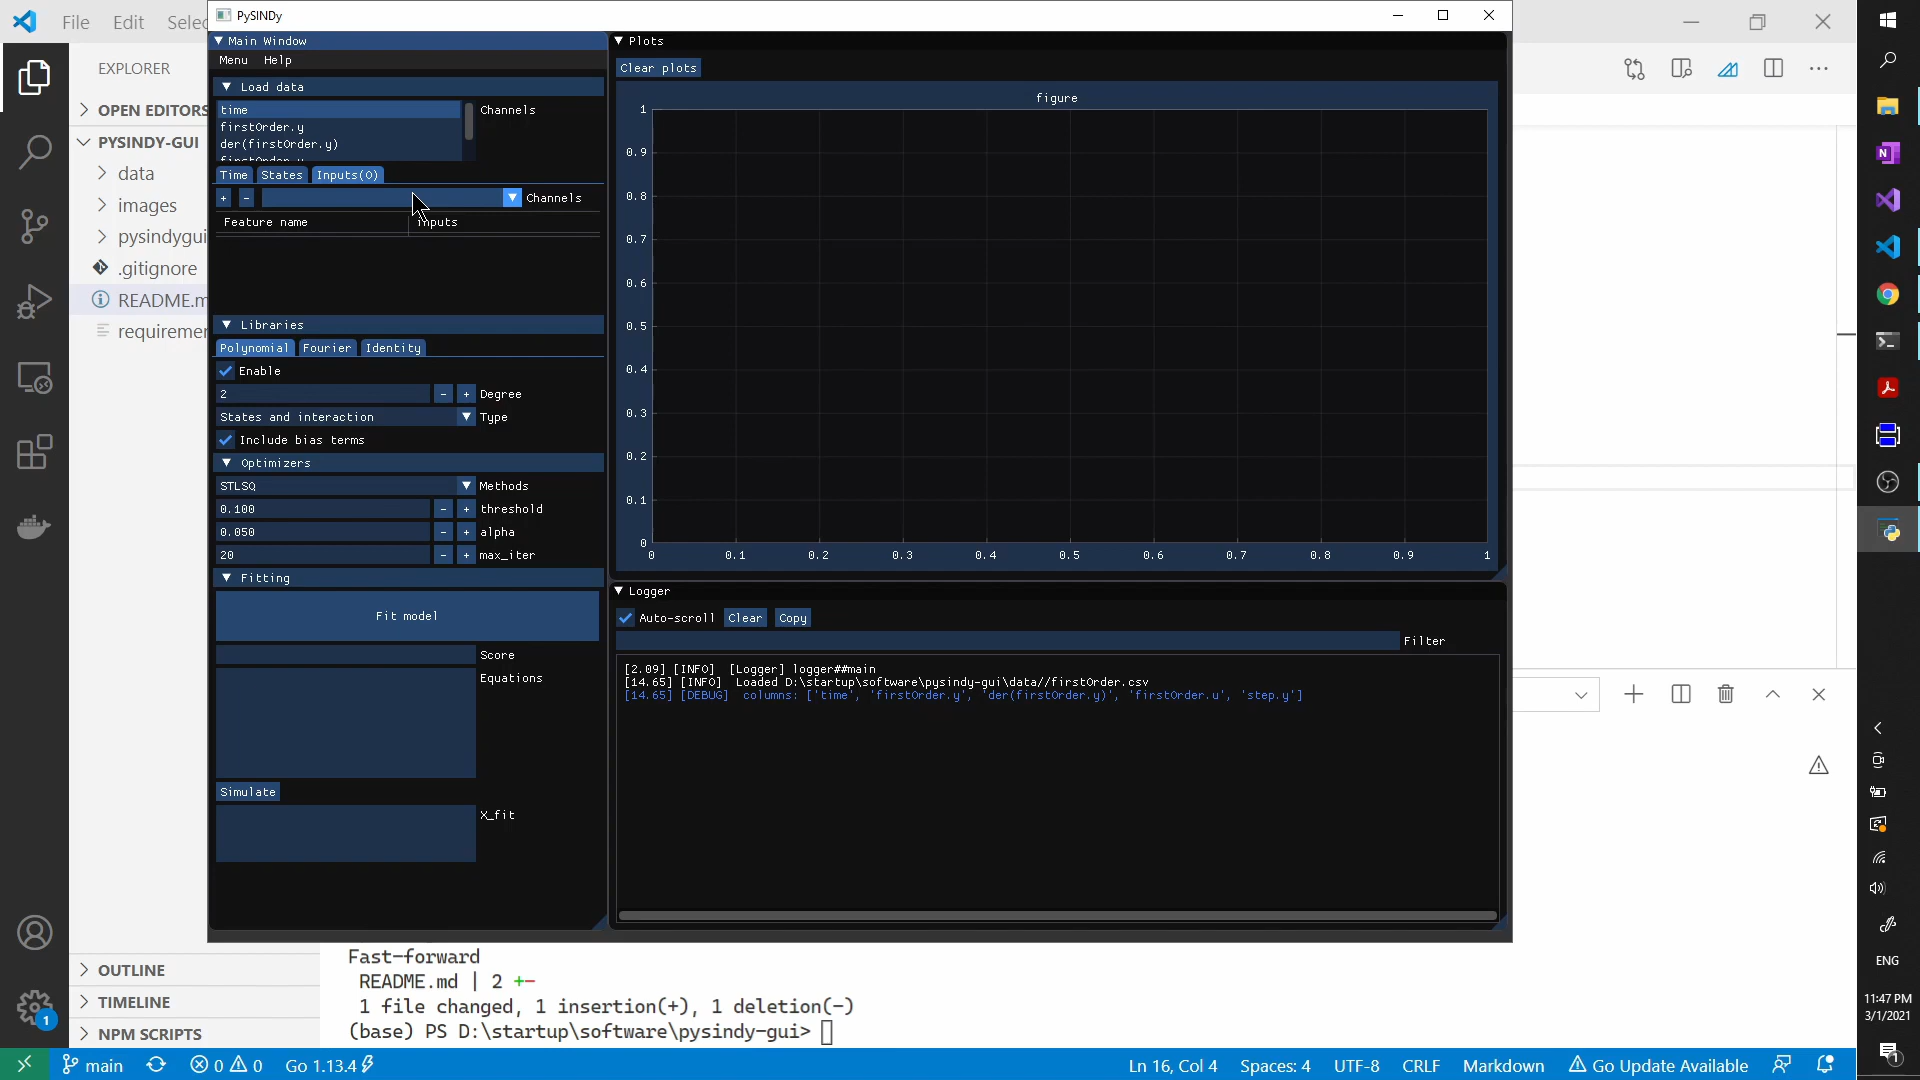 File Edit Selec
EXPLORER
OPEN EDITORS
PYSINDY-GUI
data
images
pysindygui
.gitignore
README.m
requiremen
OUTLINE
TIMELINE
NPM SCRIPTS
PySINDy
Main Window
Menu Help
Load data
time
firstOrder.y
der(firstOrder.y)
firstOrder.u
Channels
Time States Inputs(0)
+ - Channels
Feature name inputs
Libraries
Polynomial Fourier Identity
Enable
2 - + Degree
States and interaction Type
Include bias terms
Optimizers
STLSQ Methods
0.100 - + threshold
0.050 - + alpha
20 - + max_iter
Fitting
Fit model
Score
Equations
Simulate
X_fit
Plots
Clear plots
figure
1
0.9
0.8
0.7
0.6
0.5
0.4
0.3
0.2
0.1
0
0 0.1 0.2 0.3 0.4 0.5 0.6 0.7 0.8 0.9 1
Logger
Auto-scroll Clear Copy
Filter
[2.09] [INFO] [Logger] logger##main
[14.65] [INFO] Loaded D:\startup\software\pysindy-gui\data//firstOrder.csv
[14.65] [DEBUG] columns: ['time', 'firstOrder.y', 'der(firstOrder.y)', 'firstOrder.u', 'step.y']
Fast-forward
README.md | 2 +-
1 file changed, 1 insertion(+), 1 deletion(-)
(base) PS D:\startup\software\pysindy-gui>
1
main 0 0 Go 1.13.4
Ln 16, Col 4 Spaces: 4 UTF-8 CRLF Markdown Go Update Available
N
ENG
11:47 PM
3/1/2021
1